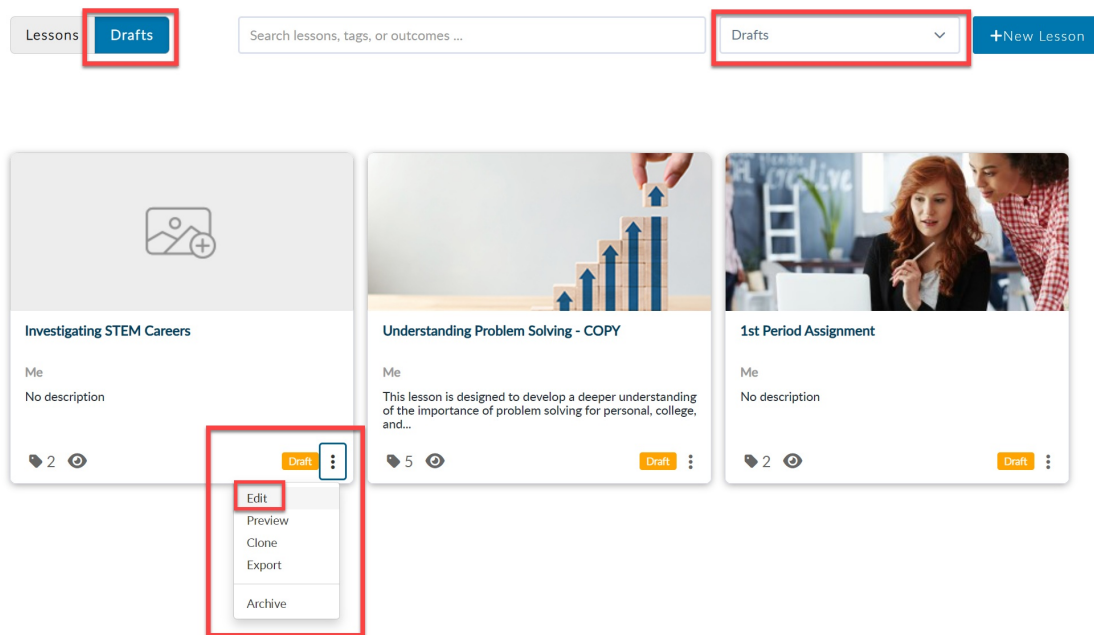 Lessons
Drafts
Search lessons, tags, or outcomes ...
Drafts
+New Lesson
Investigating STEM Careers
Me
No description
2
Draft
Edit
Preview
Clone
Export
Archive
Understanding Problem Solving - COPY
Me
This lesson is designed to develop a deeper understanding
of the importance of problem solving for personal, college,
and...
5
Draft
1st Period Assignment
Me
No description
2
Draft